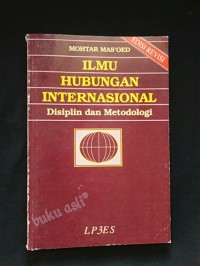 MOHTAR MAS'OED
EDISI REVISI
ILMU
HUBUNGAN
INTERNASIONAL
Disiplin dan Metodologi
buku asli
LP3ES